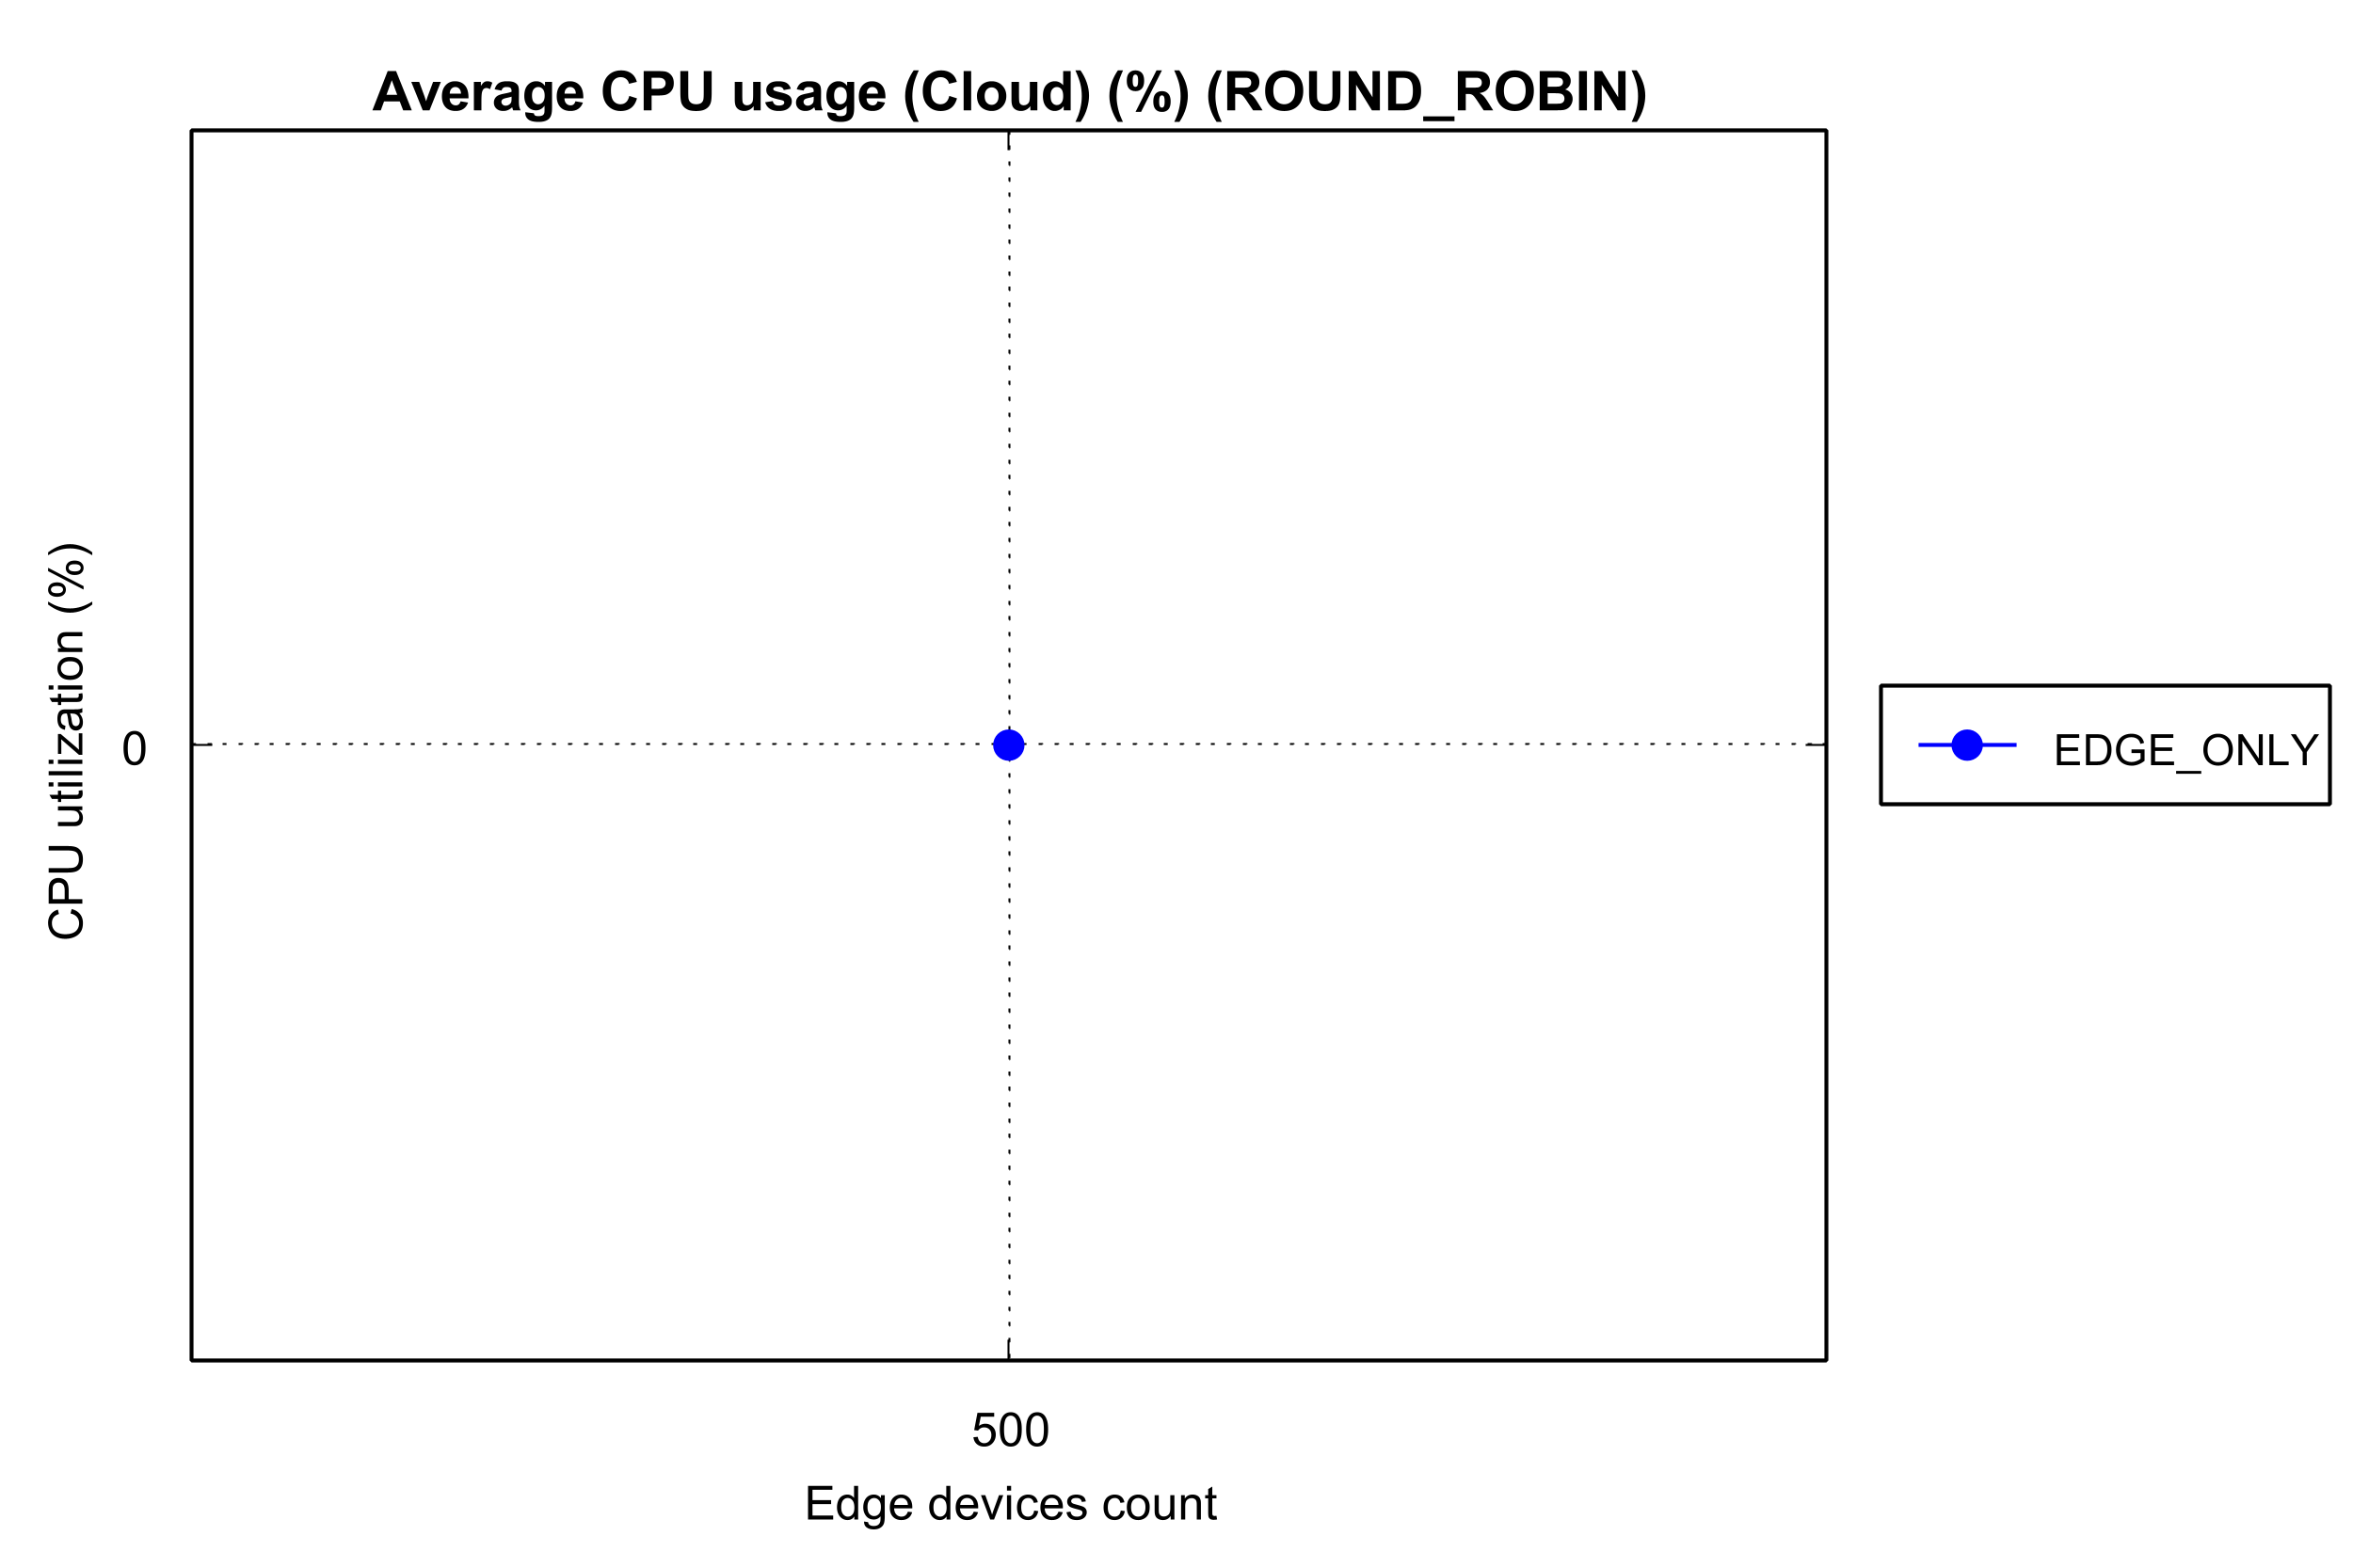 Average CPU usage (Cloud) (%) (ROUND_ROBIN)
CPU utilization (%)
0
EDGE_ONLY
500
Edge devices count